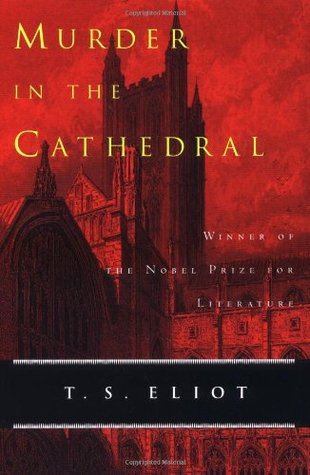 MURDER
IN THE
CATHEDRAL
WINNER OF
THE NOBEL PRIZE FOR
LITERATURE
T. S. ELIOT